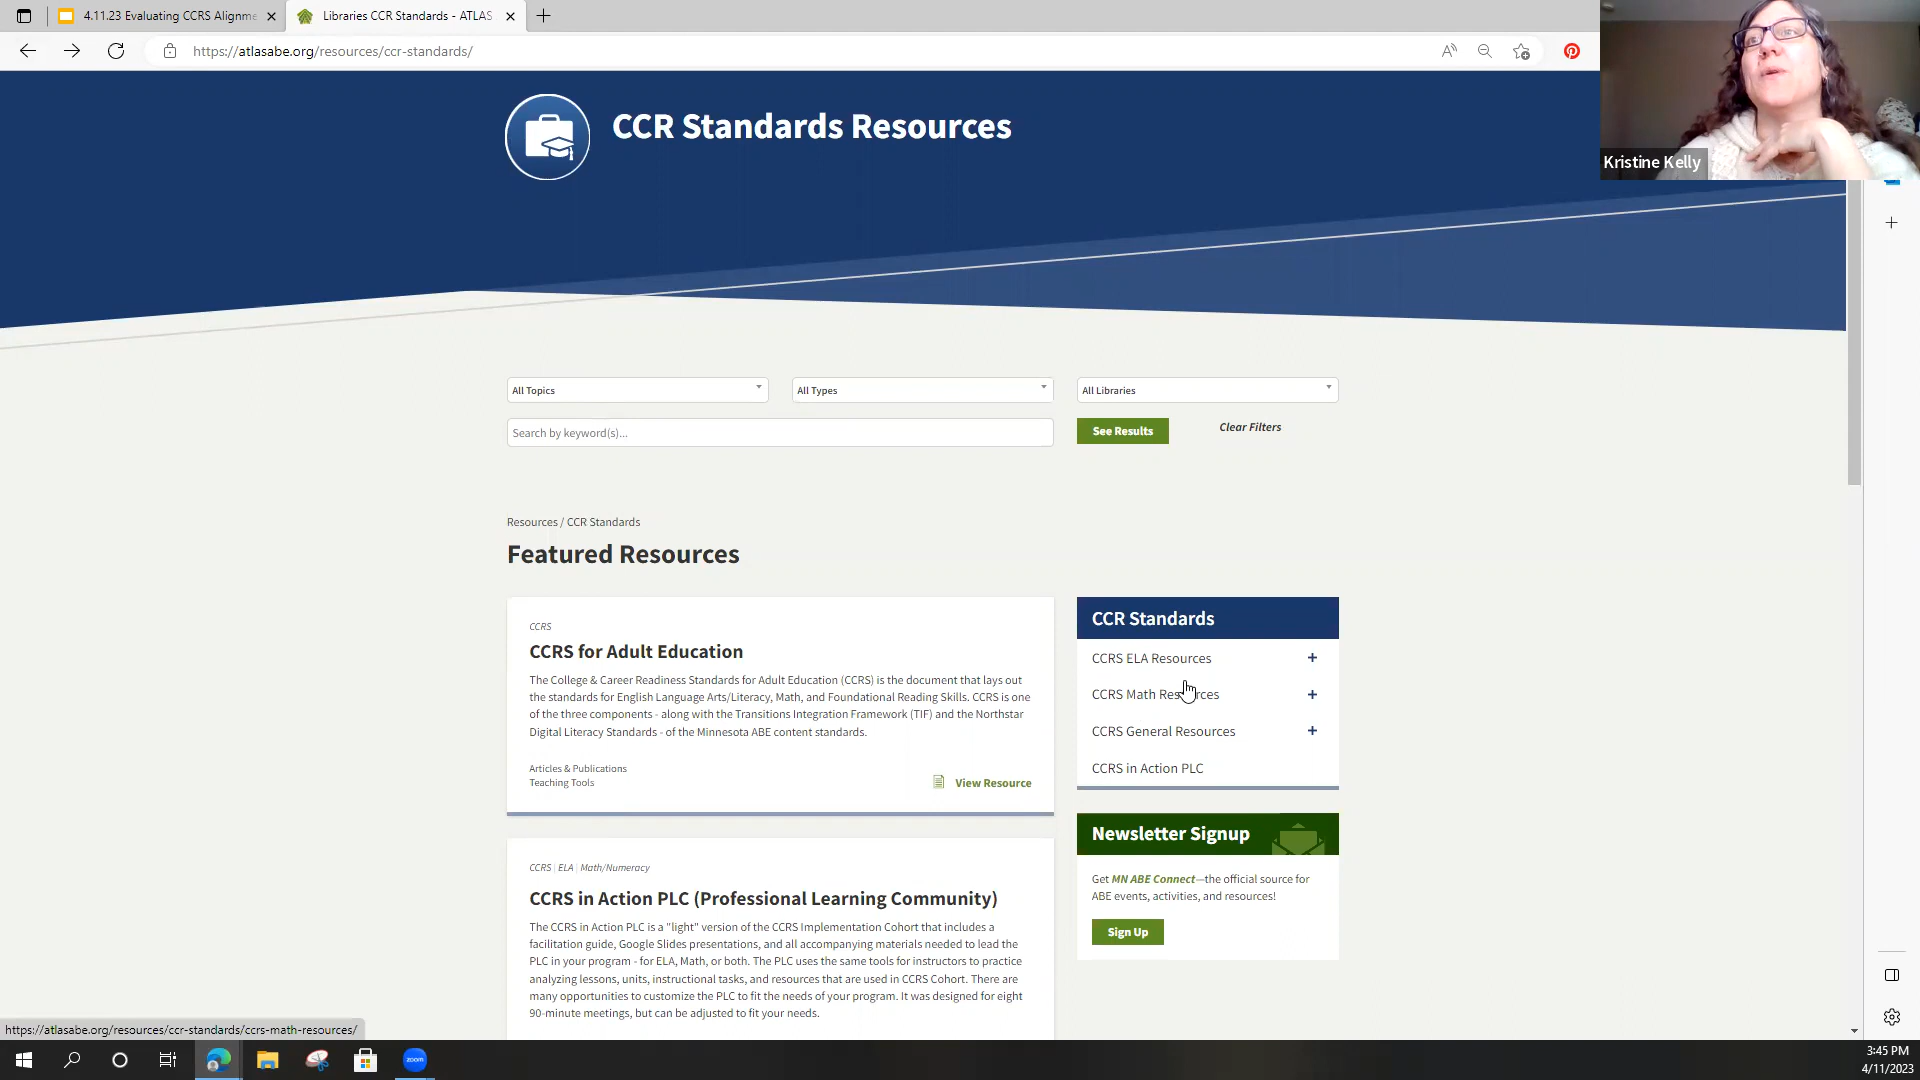 4.11.23 Evaluating CCRS Alignme
Libraries CCR Standards - ATLAS
https://atlasabe.org/resources/ccr-standards/
Kristine Kelly
CCR Standards Resources
All Topics
All Types
All Libraries
Search by keyword(s)...
See Results
Clear Filters
Resources / CCR Standards
Featured Resources
CCRS
CCRS for Adult Education
The College & Career Readiness Standards for Adult Education (CCRS) is the document that lays out
the standards for English Language Arts/Literacy, Math, and Foundational Reading Skills. CCRS is one
of the three components - along with the Transitions Integration Framework (TIF) and the Northstar
Digital Literacy Standards - of the Minnesota ABE content standards.
Articles & Publications
Teaching Tools
View Resource
CCR Standards
CCRS ELA Resources +
CCRS Math Resources +
CCRS General Resources +
CCRS in Action PLC
Newsletter Signup
Get MN ABE Connect—the official source for
ABE events, activities, and resources!
Sign Up
CCRS | ELA | Math/Numeracy
CCRS in Action PLC (Professional Learning Community)
The CCRS in Action PLC is a "light" version of the CCRS Implementation Cohort that includes a
facilitation guide, Google Slides presentations, and all accompanying materials needed to lead the
PLC in your program - for ELA, Math, or both. The PLC uses the same tools for instructors to practice
analyzing lessons, units, instructional tasks, and resources that are used in CCRS Cohort. There are
many opportunities to customize the PLC to fit the needs of your program. It was designed for eight
90-minute meetings, but can be adjusted to fit your needs.
https://atlasabe.org/resources/ccr-standards/ccrs-math-resources/
zoom
3:45 PM
4/11/2023